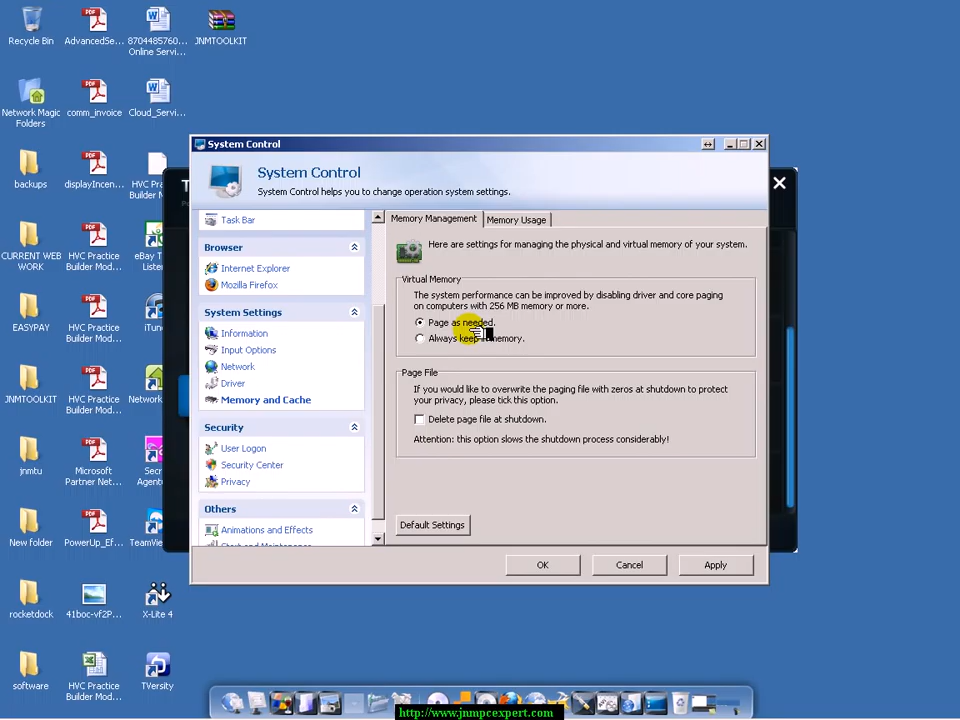 Recycle Bin
AdvancedSe...
8704485760...
Online Servi...
JNMTOOLKIT
Network Magic
Folders
comm_invoice
Cloud_Servi...
backups
displayIncen...
HVC Pra
Builder M
CURRENT WEB
WORK
HVC Practice
Builder Mod...
eBay T
Lister
EASYPAY
HVC Practice
Builder Mod...
iTun
JNMTOOLKIT
HVC Practice
Builder Mod...
Network
jnmtu
Microsoft
Partner Net...
Secr
Agent
New folder
PowerUp_Ef...
TeamVie
rocketdock
41boc-vf2P...
X-Lite 4
software
HVC Practice
Builder Mod...
TVersity
System Control
System Control
System Control helps you to change operation system settings.
Task Bar
Browser
Internet Explorer
Mozilla Firefox
System Settings
Information
Input Options
Network
Driver
Memory and Cache
Security
User Logon
Security Center
Privacy
Others
Animations and Effects
Memory Management
Memory Usage
Here are settings for managing the physical and virtual memory of your system.
Virtual Memory
The system performance can be improved by disabling driver and core paging
on computers with 256 MB memory or more.
Page as needed.
Always keep in memory.
Page File
If you would like to overwrite the paging file with zeros at shutdown to protect
your privacy, please tick this option.
Delete page file at shutdown.
Attention: this option slows the shutdown process considerably!
Default Settings
OK
Cancel
Apply
http://www.jnmpcexpert.com